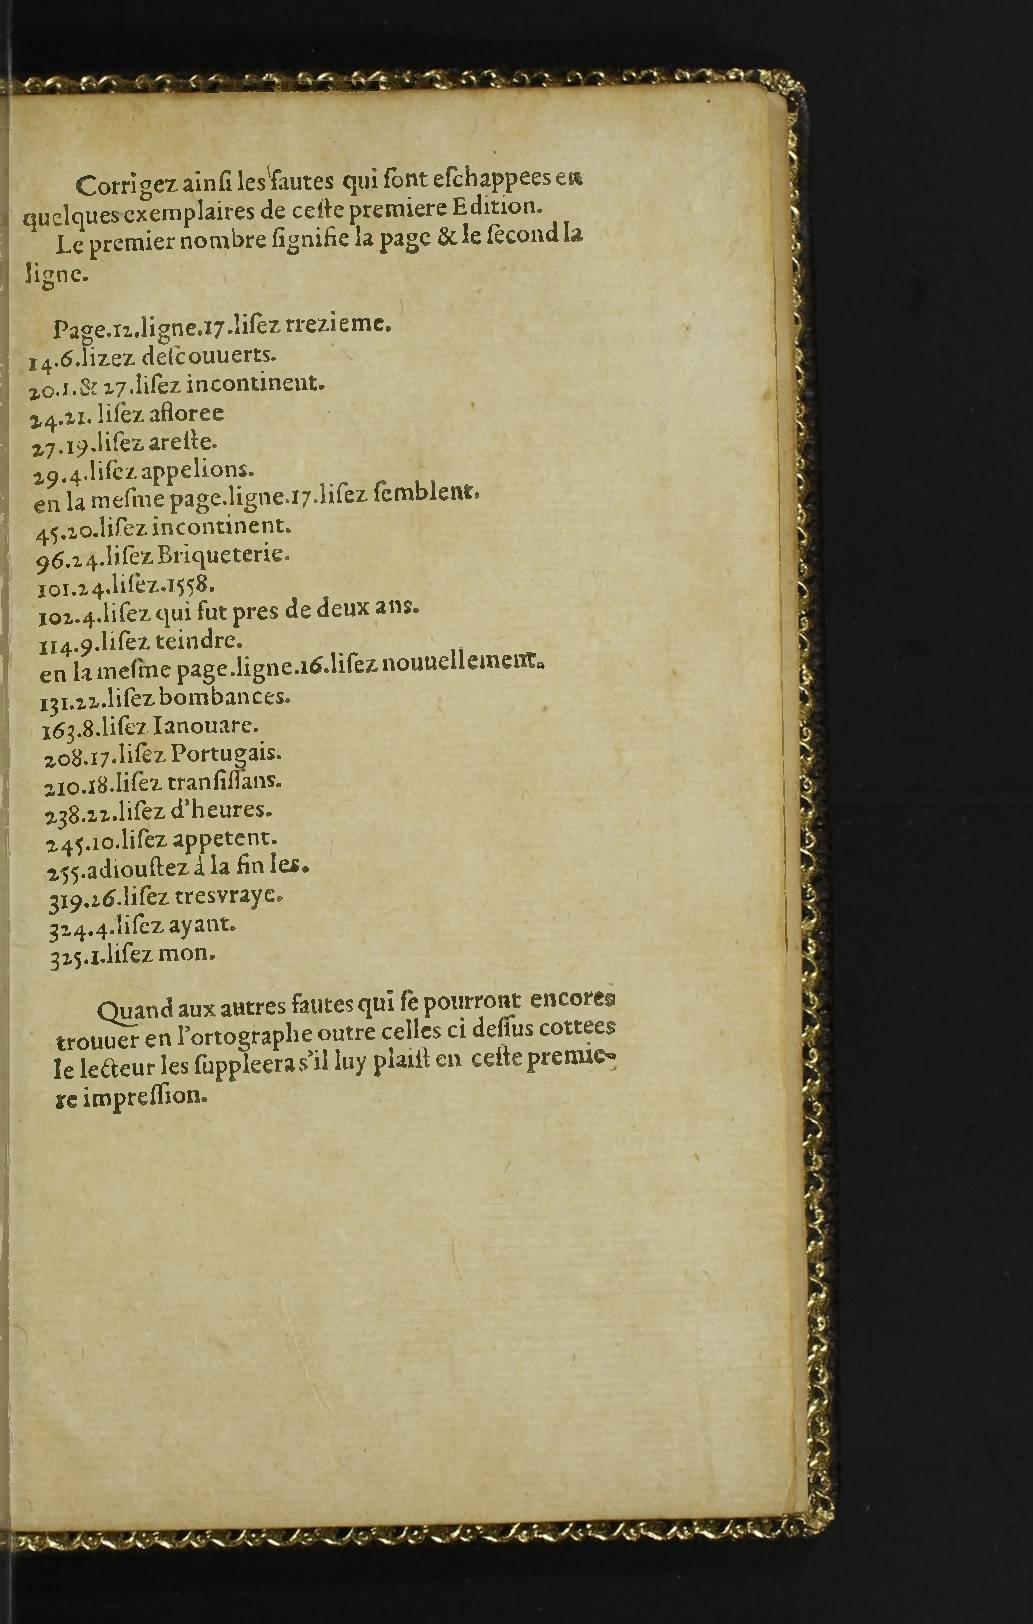 Corrigez ainſi les fautes qui ſont eſchappees en
quelques exemplaires de ceſte premiere Edition.
Le premier nombre ſignifie la page & le ſecond la
ligne.
Page.12.ligne.17.liſez trezieme.
14.6.lizez deſcouuerts.
20.1.& 27.liſez incontinent.
24.21. liſez afloree
27.19.liſez areſte.
29.4.liſez appelions.
en la meſme page.ligne.17.liſez ſemblent.
45.20.liſez incontinent.
96.24.liſez Briqueterie.
101.24.liſez.1558.
102.4.liſez qui fut pres de deux ans.
114.9.liſez teindre.
en la meſme page.ligne.16.liſez nouuellement.
131.22.liſez bombances.
163.8.liſez Ianouare.
208.17.liſez Portugais.
210.18.liſez tranſiſſans.
238.22.liſez d'heures.
245.10.liſez appetent.
255.adiouſtez à la fin les.
319.26.liſez tresvraye.
324.4.liſez ayant.
325.1.liſez mon.
Quand aux autres fautes qui ſe pourront encores
trouuer en l'ortographe outre celles ci deſſus cottees
le lecteur les ſuppleera s'il luy plaiſt en ceſte premie-
re impreſſion.